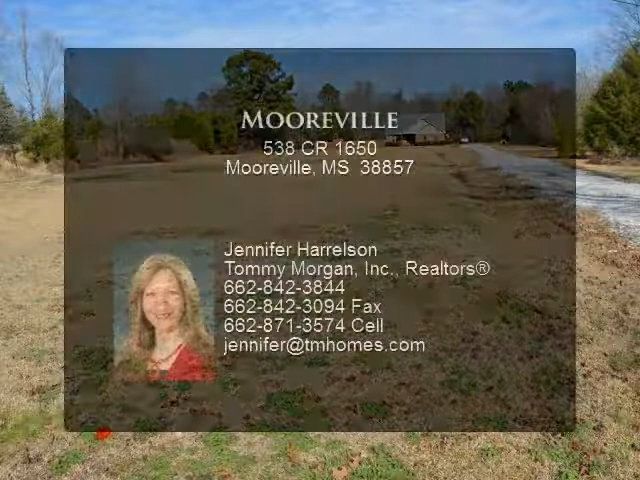 MOOREVILLE
538 CR 1650
Mooreville, MS 38857
Jennifer Harrelson
Tommy Morgan, Inc., Realtors®
662-842-3844
662-842-3094 Fax
662-871-3574 Cell
jennifer@tmhomes.com